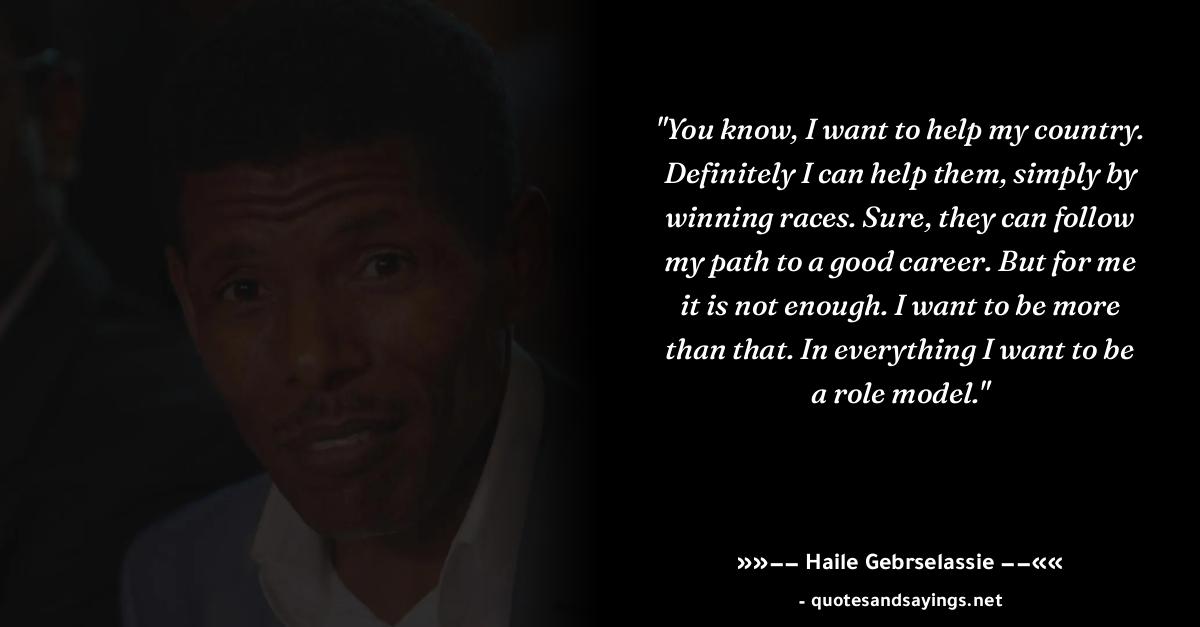 "You know, I want to help my country.
Definitely I can help them, simply by
winning races. Sure, they can follow
my path to a good career. But for me
it is not enough. I want to be more
than that. In everything I want to be
a role model."
»»–– Haile Gebrselassie ––««
- quotesandsayings.net